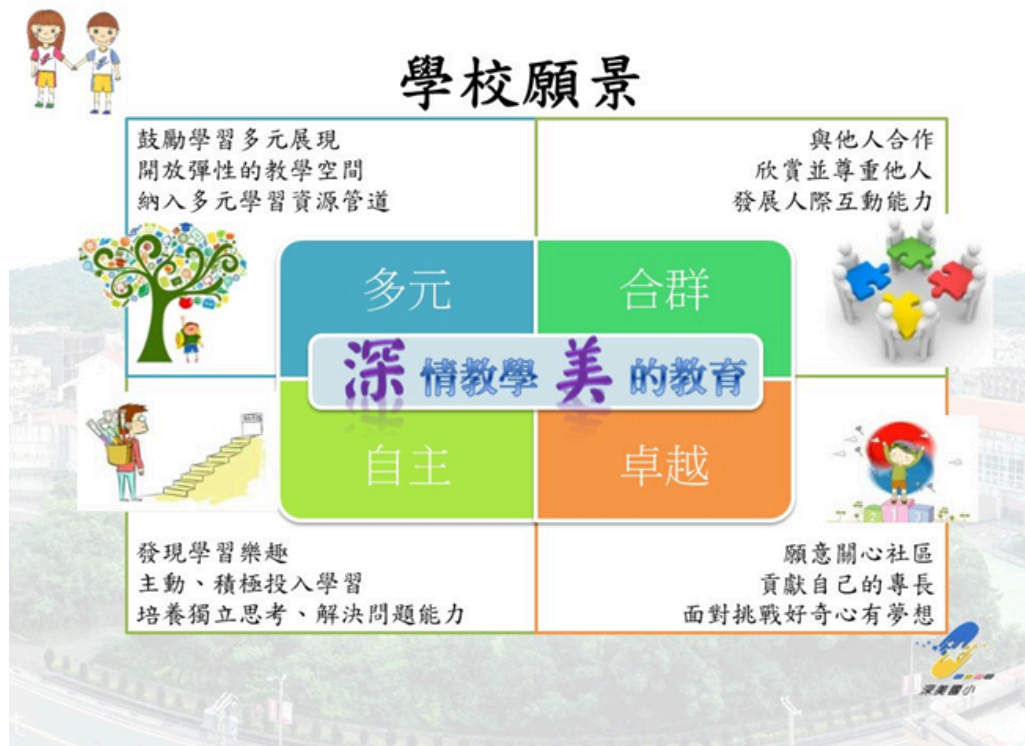 學校願景
鼓勵學習多元展現
開放彈性的教學空間
納入多元學習資源管道
與他人合作
欣賞並尊重他人
發展人際互動能力
多元
合群
深情教學美的教育
自主
卓越
2 1 3
發現學習樂趣
主動、積極投入學習
培養獨立思考、解決問題能力
願意關心社區
貢獻自己的專長
面對挑戰好奇心有夢想
深美國小